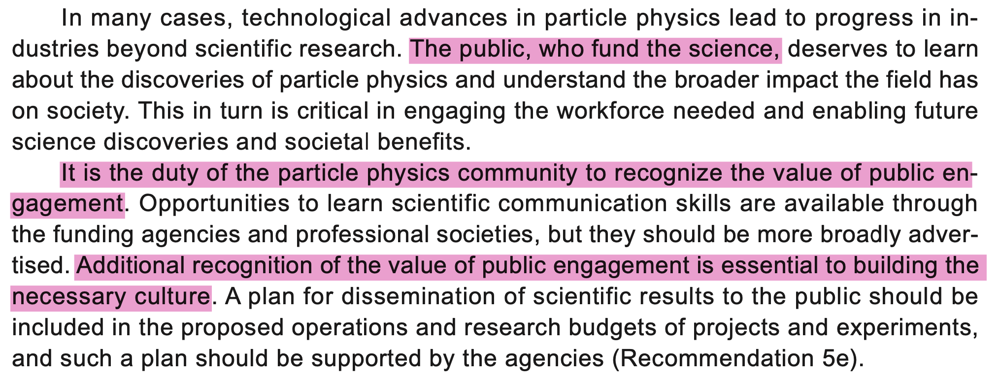 In many cases, technological advances in particle physics lead to progress in in-
dustries beyond scientific research. The public, who fund the science, deserves to learn
about the discoveries of particle physics and understand the broader impact the field has
on society. This in turn is critical in engaging the workforce needed and enabling future
science discoveries and societal benefits.
It is the duty of the particle physics community to recognize the value of public en-
gagement. Opportunities to learn scientific communication skills are available through
the funding agencies and professional societies, but they should be more broadly adver-
tised. Additional recognition of the value of public engagement is essential to building the
necessary culture. A plan for dissemination of scientific results to the public should be
included in the proposed operations and research budgets of projects and experiments,
and such a plan should be supported by the agencies (Recommendation 5e).